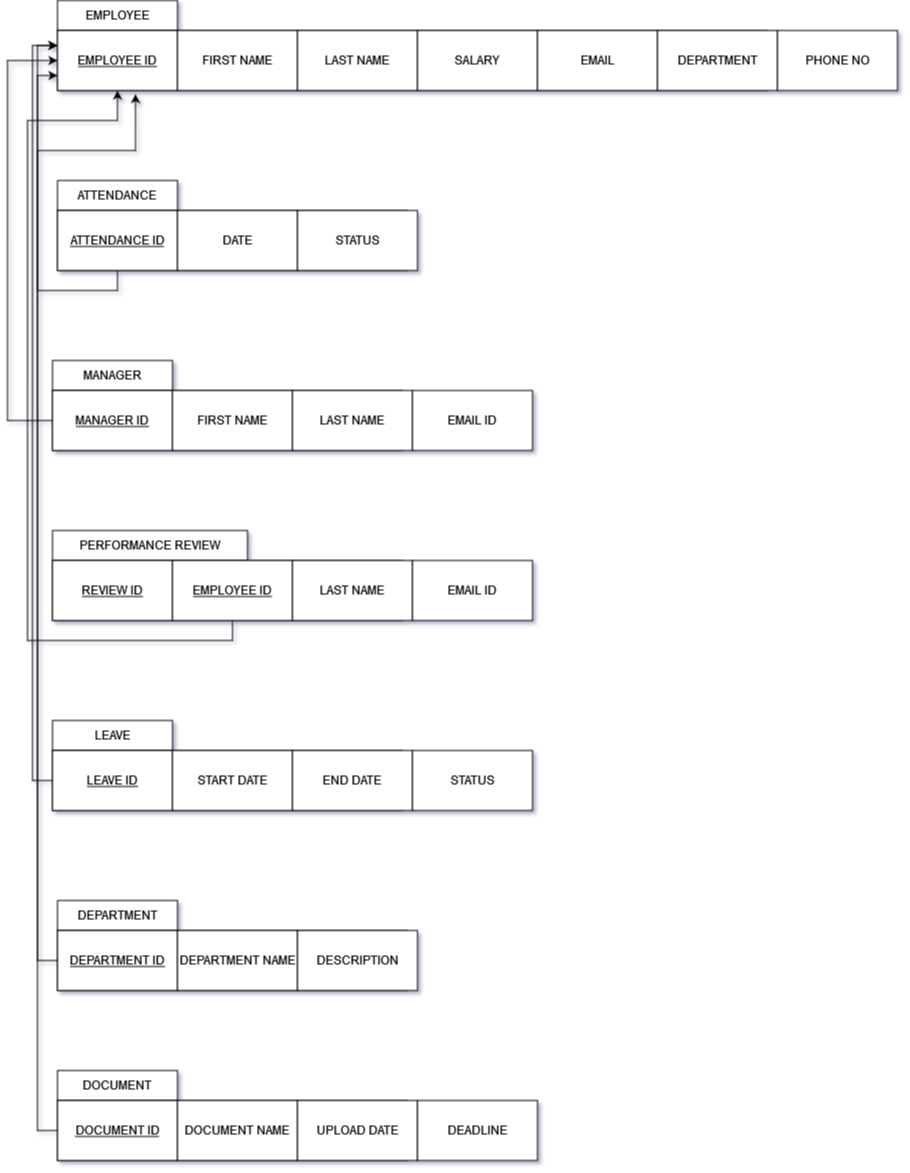 EMPLOYEE
EMPLOYEE ID FIRST NAME LAST NAME SALARY EMAIL DEPARTMENT PHONE NO
ATTENDANCE
ATTENDANCE ID DATE STATUS
MANAGER
MANAGER ID FIRST NAME LAST NAME EMAIL ID
PERFORMANCE REVIEW
REVIEW ID EMPLOYEE ID LAST NAME EMAIL ID
LEAVE
LEAVE ID START DATE END DATE STATUS
DEPARTMENT
DEPARTMENT ID DEPARTMENT NAME DESCRIPTION
DOCUMENT
DOCUMENT ID DOCUMENT NAME UPLOAD DATE DEADLINE